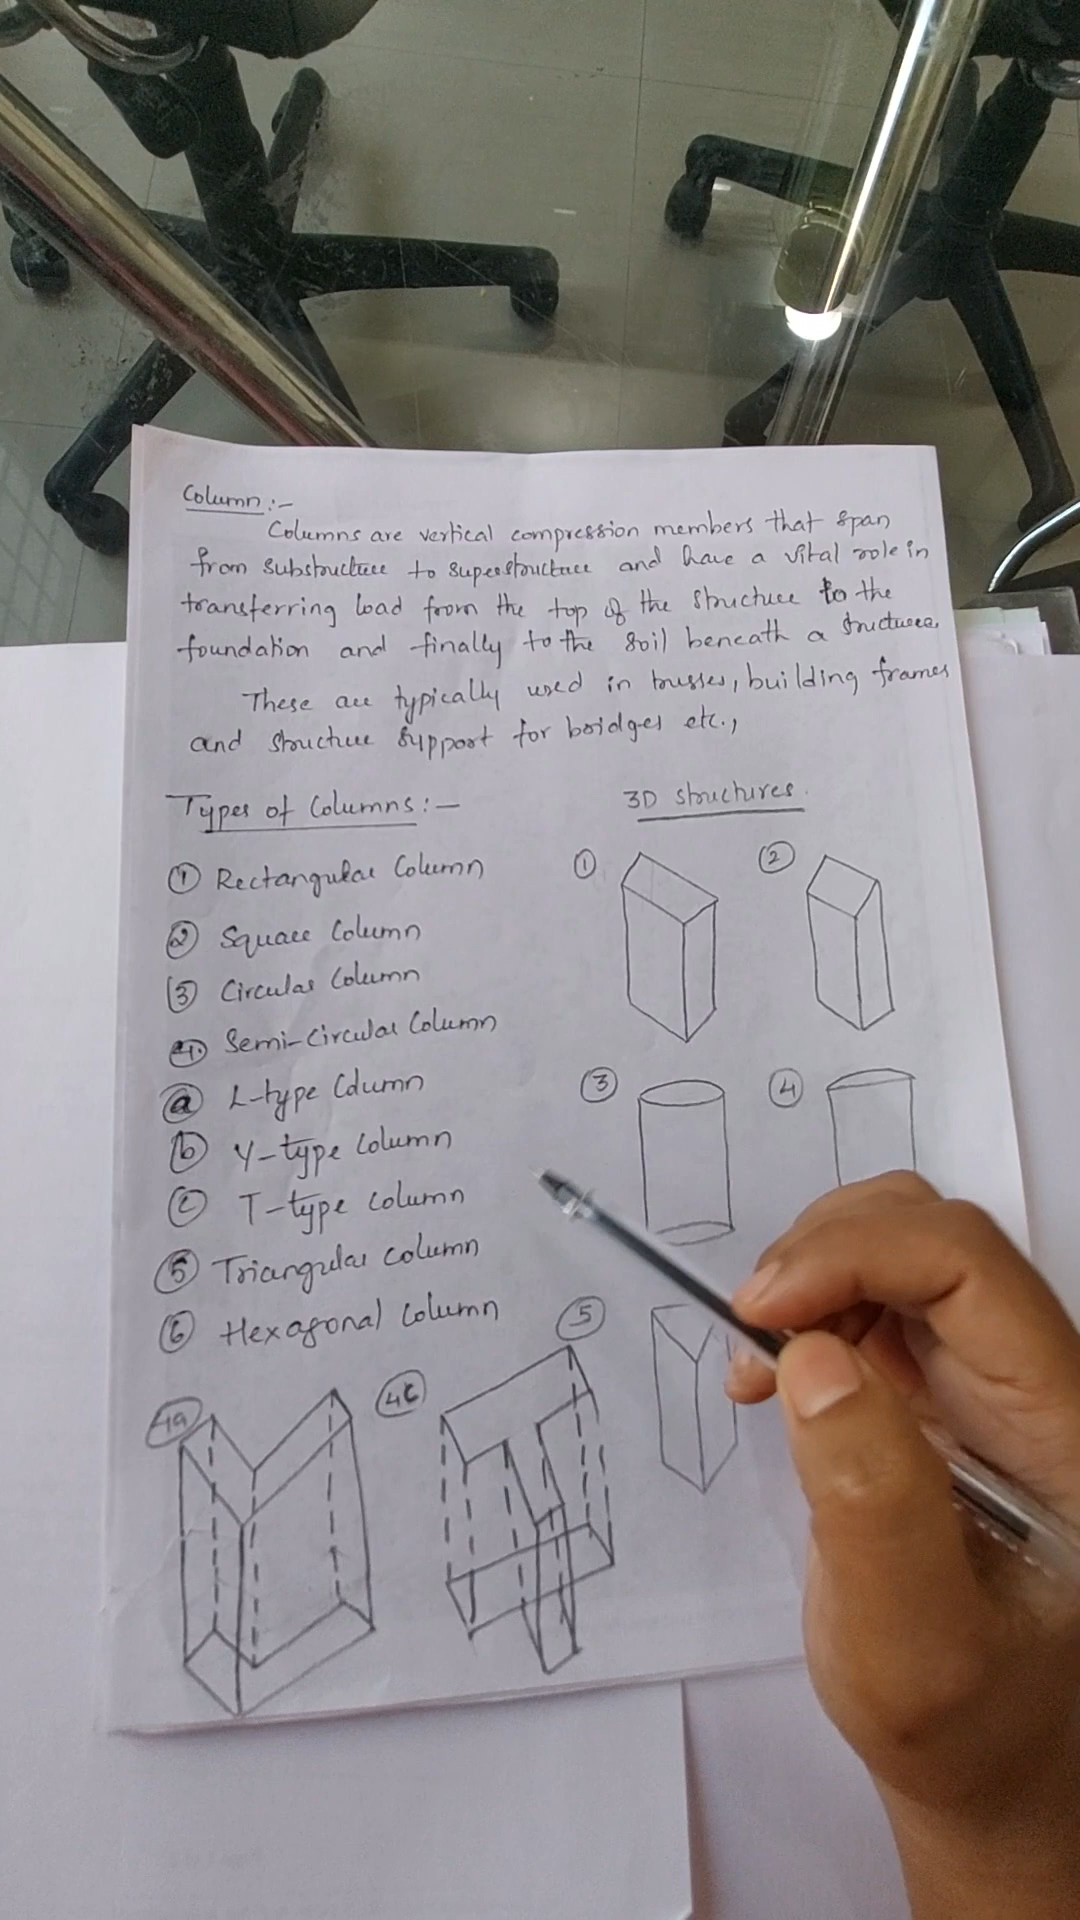 Column :-
Columns are vertical compression members that span
from substructure to superstructure and have a vital role in
transferring load from the top of the structure to the
foundation and finally to the soil beneath a structure.
These are typically used in trusses, building frames
and structure support for bridges etc.,
Types of Columns :-
3D structures.
① Rectangular Column
② Square Column
③ Circular Column
④ Semi-Circular Column
ⓐ L-type Column
ⓑ Y-type Column
ⓒ T-type Column
⑤ Triangular Column
⑥ Hexagonal Column
①
②
③
④
⑤
4a
4c